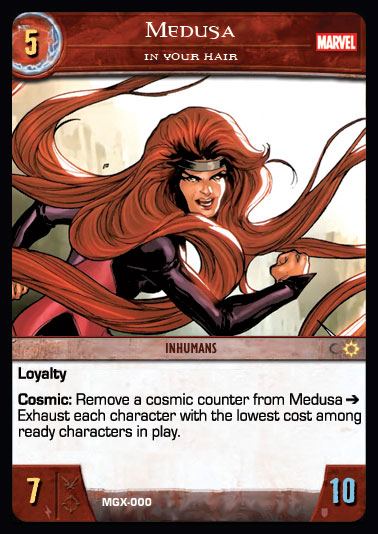 5
Medusa
IN YOUR HAIR
MARVEL
INHUMANS
C
Loyalty
Cosmic: Remove a cosmic counter from Medusa ➔
Exhaust each character with the lowest cost among
ready characters in play.
7
MGX-000
10